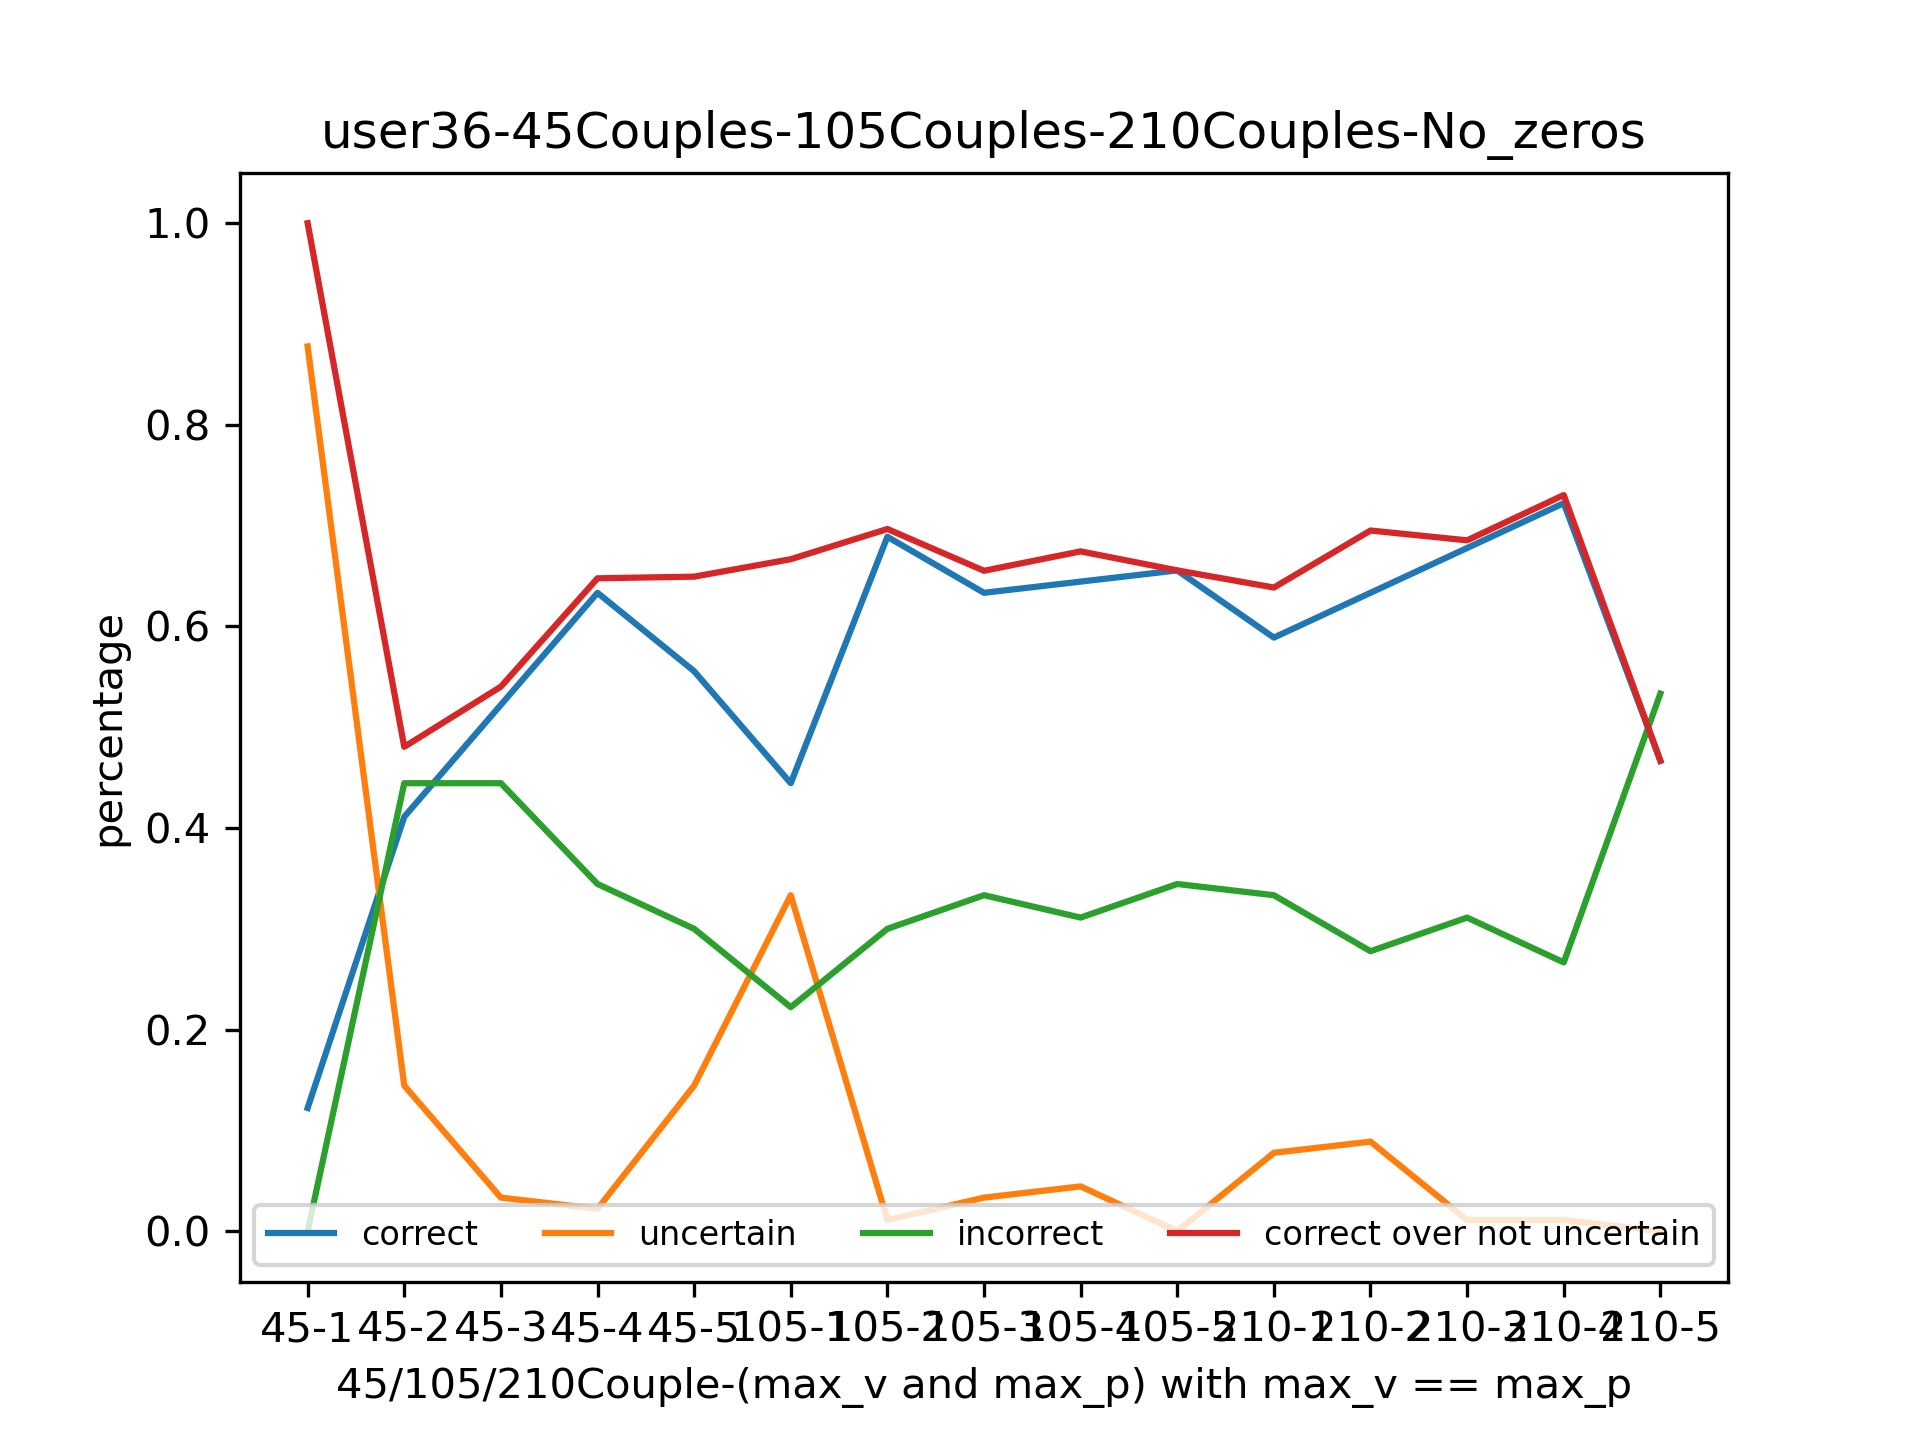 user36-45Couples-105Couples-210Couples-No_zeros
1.0
0.8
0.6
0.4
0.2
0.0
percentage
correct uncertain incorrect correct over not uncertain
45-1 45-2 45-3 45-4 45-5 105-1 105-2 105-3 105-4 105-5 210-1 210-2 210-3 210-4 210-5
45/105/210Couple-(max_v and max_p) with max_v == max_p